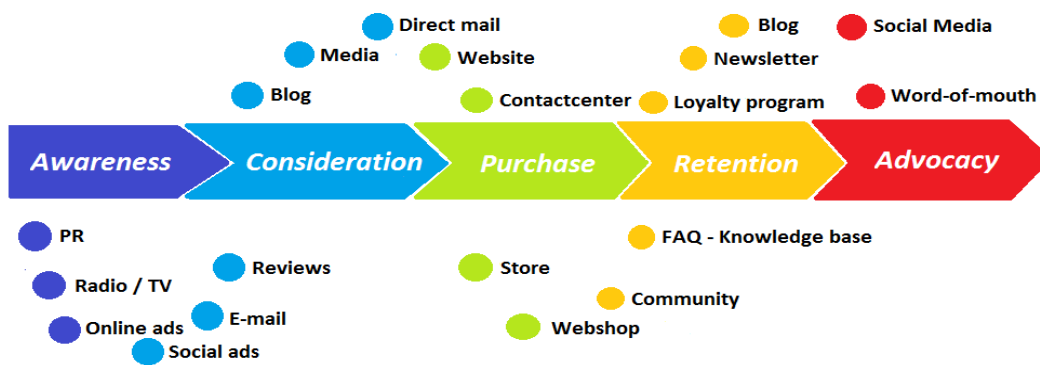 Direct mail
Blog
Social Media
Media
Website
Newsletter
Blog
Contactcenter
Loyalty program
Word-of-mouth
Awareness
Consideration
Purchase
Retention
Advocacy
PR
FAQ - Knowledge base
Reviews
Store
Radio / TV
Community
E-mail
Online ads
Webshop
Social ads